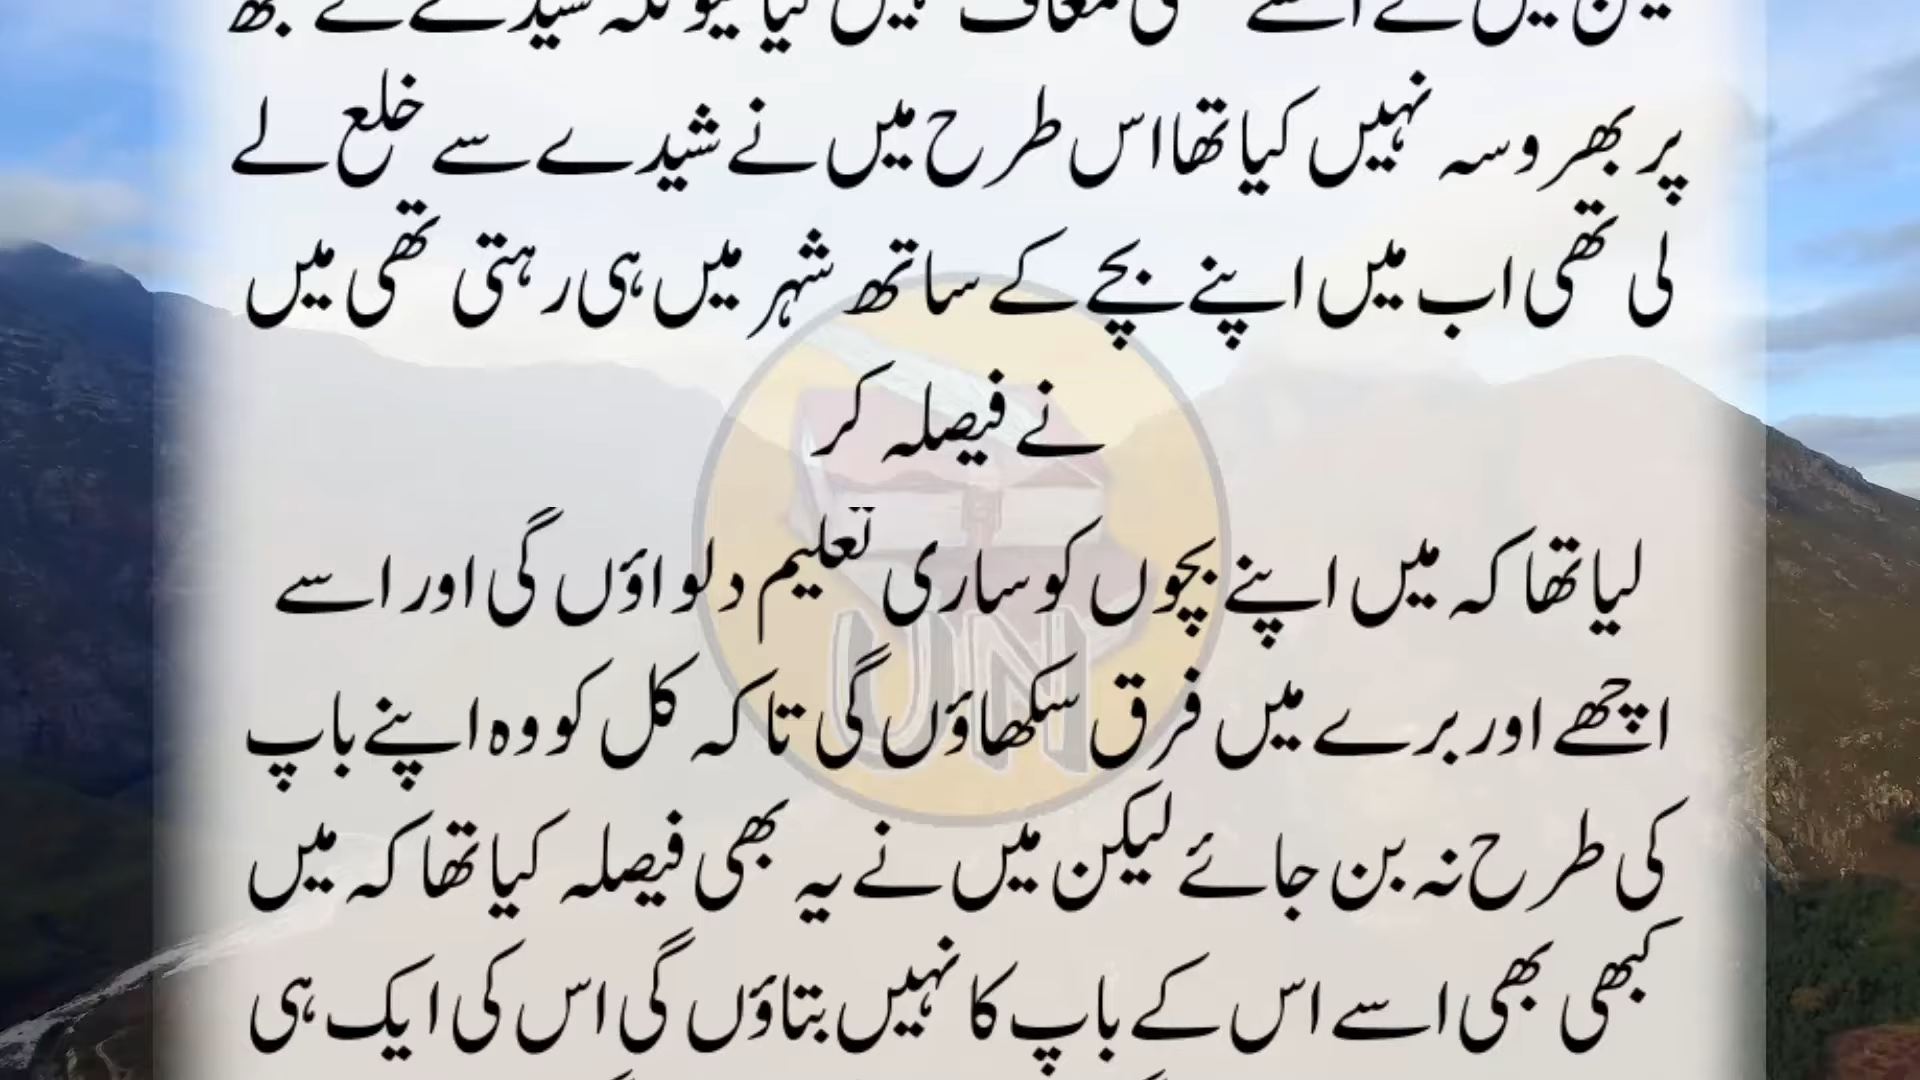 پر بھروسہ نہیں کیا تھا اس طرح میں نے شیدے سے خلع لے
لی تھی اب میں اپنے بچے کے ساتھ شہر میں ہی رہتی تھی میں
نے فیصلہ کر
لیا تھا کہ میں اپنے بچوں کو ساری تعلیم دلواؤں گی اور اسے
اچھے اور برے میں فرق سکھاؤں گی تا کہ کل کو وہ اپنے باپ
کی طرح نہ بن جائے لیکن میں نے یہ بھی فیصلہ کیا تھا کہ میں
کبھی بھی اسے اس کے باپ کا نہیں بتاؤں گی اس کی ایک ہی
UN